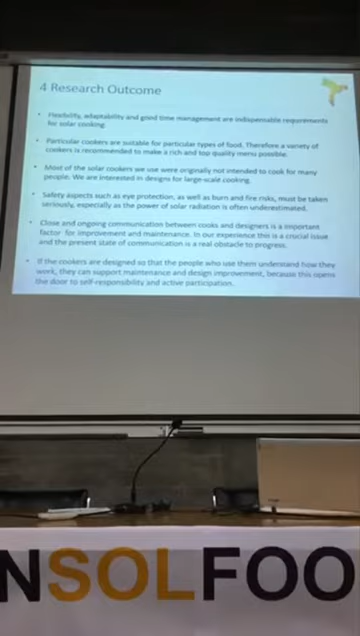 4 Research Outcome
• Flexibility, adaptability and good time management are indispensable requirements
for solar cooking.
• Particular cookers are suitable for particular types of food. Therefore a variety of
cookers is recommended to make a rich and top quality menu possible.
• Most of the solar cookers we use were originally not intended to cook for many
people. We are interested in designs for large-scale cooking.
• Safety aspects such as eye protection, as well as burn and fire risks, must be taken
seriously, especially as the power of solar radiation is often underestimated.
• Close and ongoing communication between cooks and designers is a important
factor for improvement and maintenance. In our experience this is a crucial issue
and the present state of communication is a real obstacle to progress.
• If the cookers are designed so that the people who use them understand how they
work, they can support maintenance and design improvement, because this opens
the door to self-responsibility and active participation.
NSOLFOO